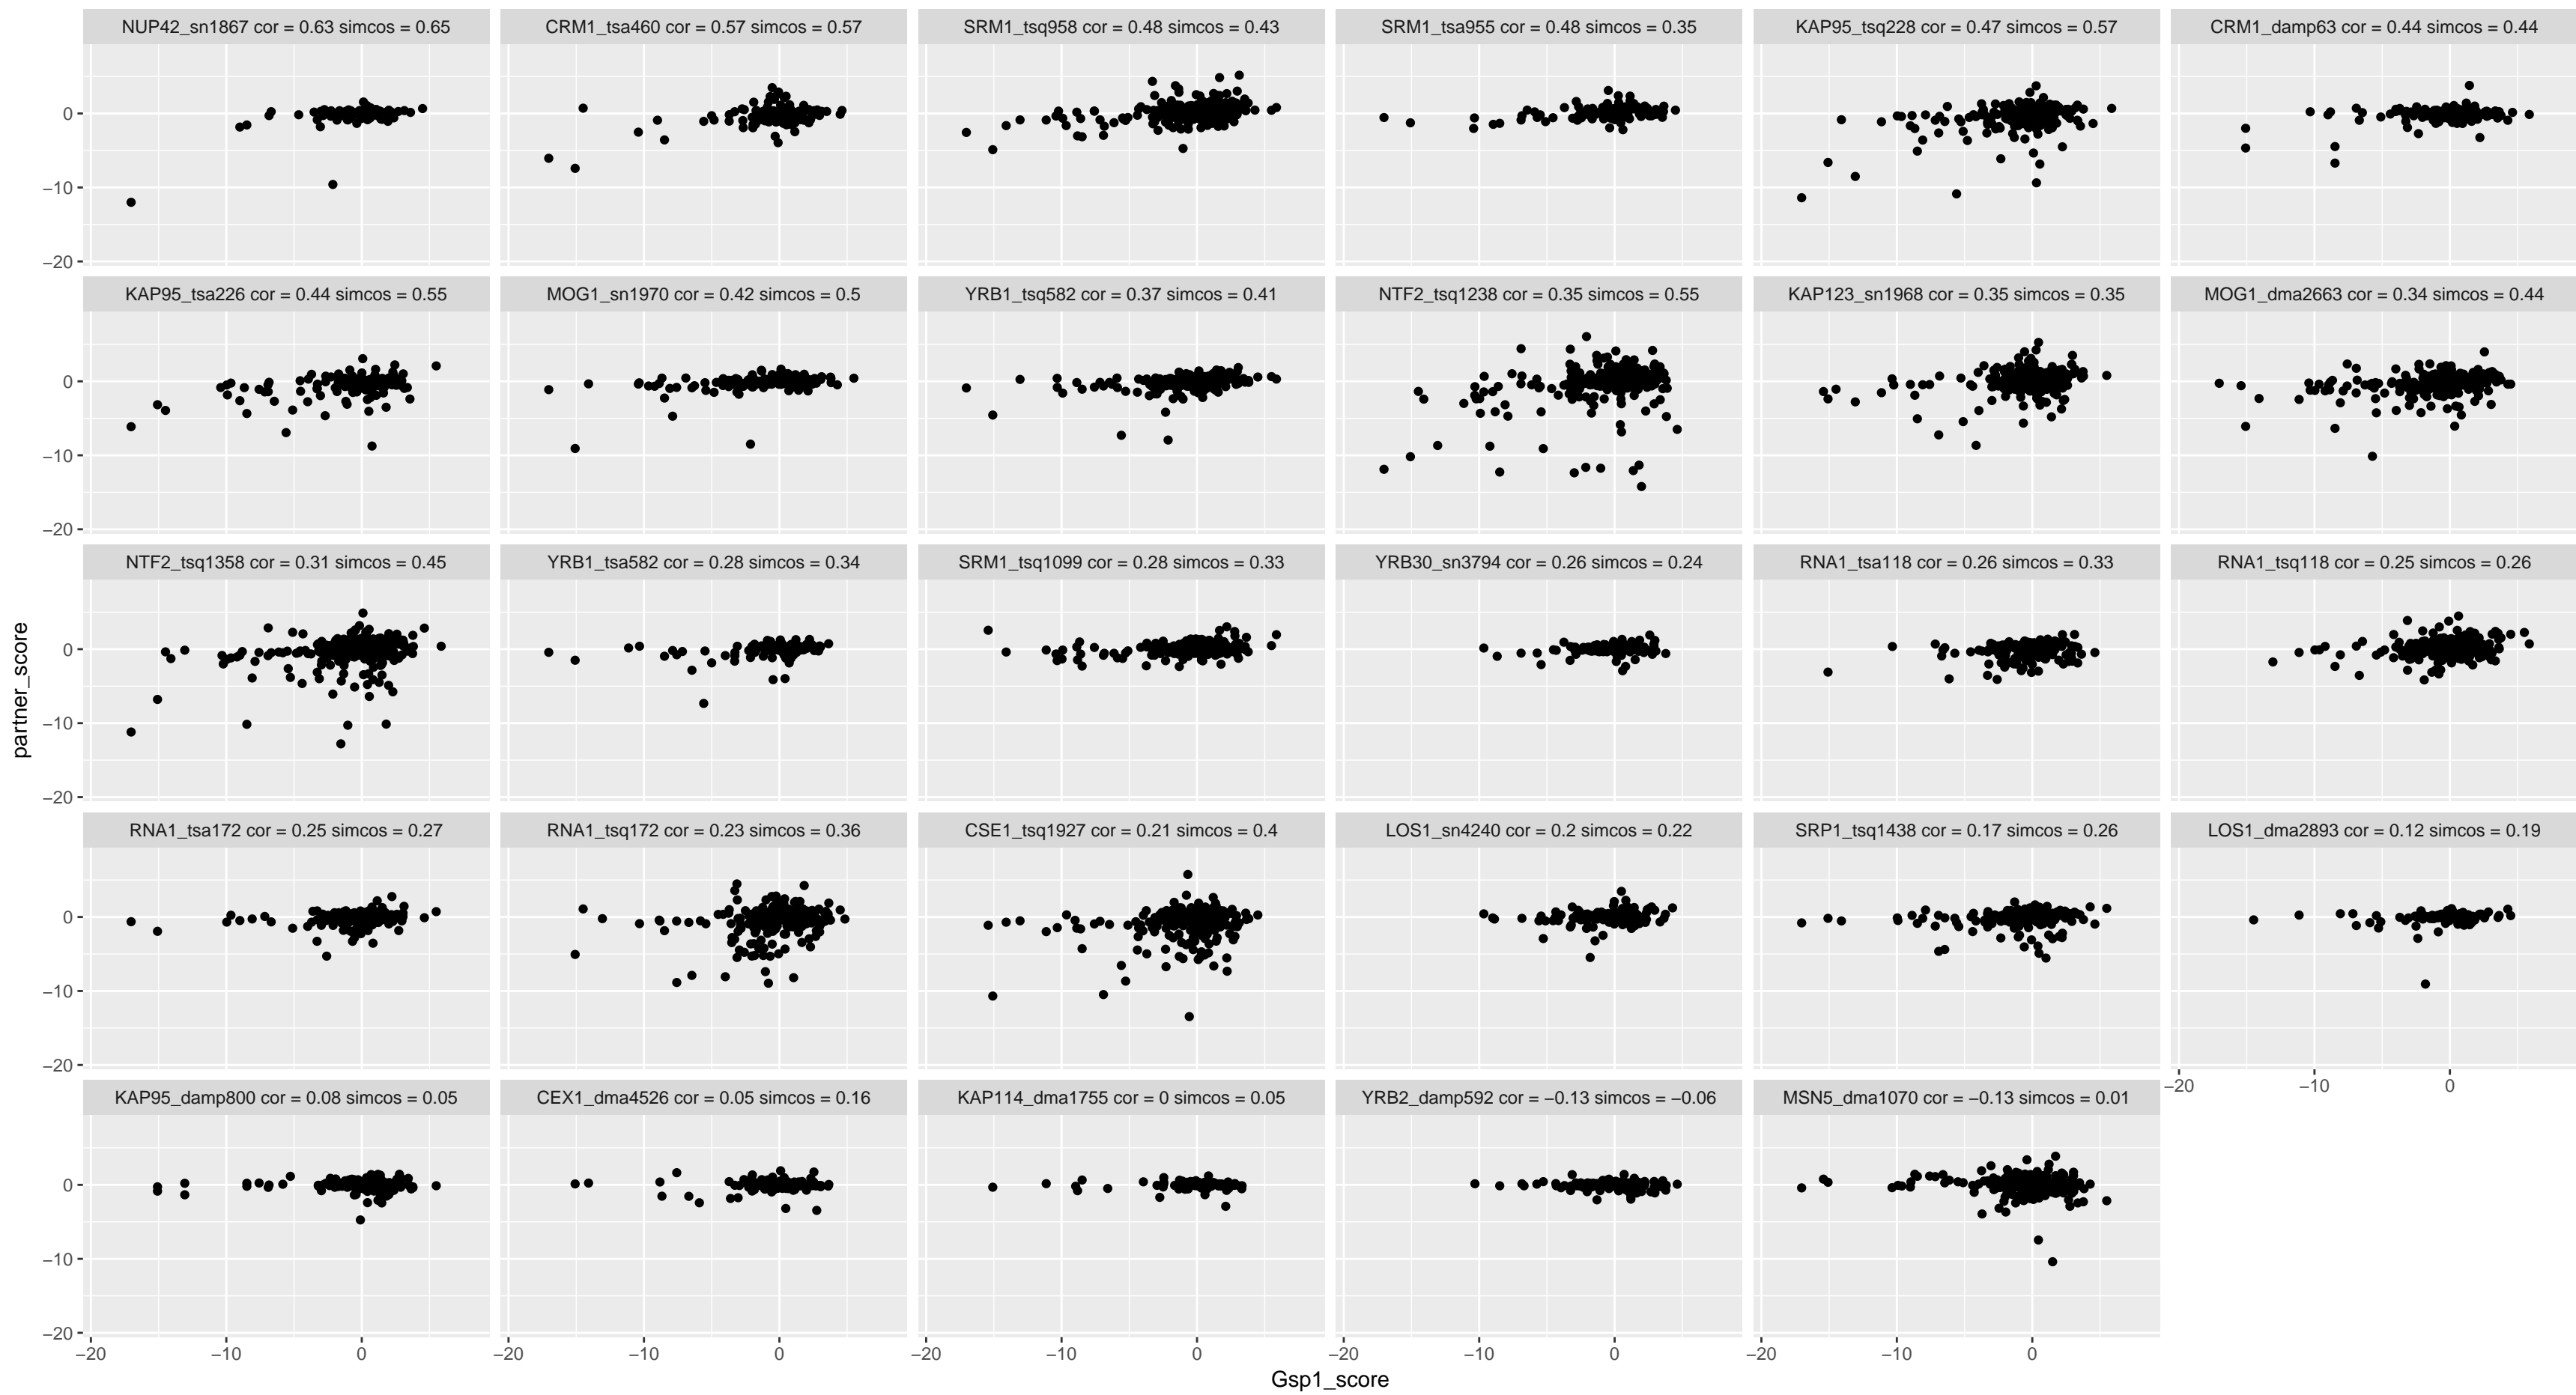 NUP42_sn1867 cor = 0.63 simcos = 0.65
CRM1_tsa460 cor = 0.57 simcos = 0.57
SRM1_tsq958 cor = 0.48 simcos = 0.43
SRM1_tsa955 cor = 0.48 simcos = 0.35
KAP95_tsq228 cor = 0.47 simcos = 0.57
CRM1_damp63 cor = 0.44 simcos = 0.44
0
−10
−20
KAP95_tsa226 cor = 0.44 simcos = 0.55
MOG1_sn1970 cor = 0.42 simcos = 0.5
YRB1_tsq582 cor = 0.37 simcos = 0.41
NTF2_tsq1238 cor = 0.35 simcos = 0.55
KAP123_sn1968 cor = 0.35 simcos = 0.35
MOG1_dma2663 cor = 0.34 simcos = 0.44
0
−10
−20
NTF2_tsq1358 cor = 0.31 simcos = 0.45
YRB1_tsa582 cor = 0.28 simcos = 0.34
SRM1_tsq1099 cor = 0.28 simcos = 0.33
YRB30_sn3794 cor = 0.26 simcos = 0.24
RNA1_tsa118 cor = 0.26 simcos = 0.33
RNA1_tsq118 cor = 0.25 simcos = 0.26
partner_score
0
−10
−20
RNA1_tsa172 cor = 0.25 simcos = 0.27
RNA1_tsq172 cor = 0.23 simcos = 0.36
CSE1_tsq1927 cor = 0.21 simcos = 0.4
LOS1_sn4240 cor = 0.2 simcos = 0.22
SRP1_tsq1438 cor = 0.17 simcos = 0.26
LOS1_dma2893 cor = 0.12 simcos = 0.19
0
−10
−20
−20 −10 0
KAP95_damp800 cor = 0.08 simcos = 0.05
CEX1_dma4526 cor = 0.05 simcos = 0.16
KAP114_dma1755 cor = 0 simcos = 0.05
YRB2_damp592 cor = −0.13 simcos = −0.06
MSN5_dma1070 cor = −0.13 simcos = 0.01
0
−10
−20
−20 −10 0 −20 −10 0 −20 −10 0 −20 −10 0 −20 −10 0
Gsp1_score